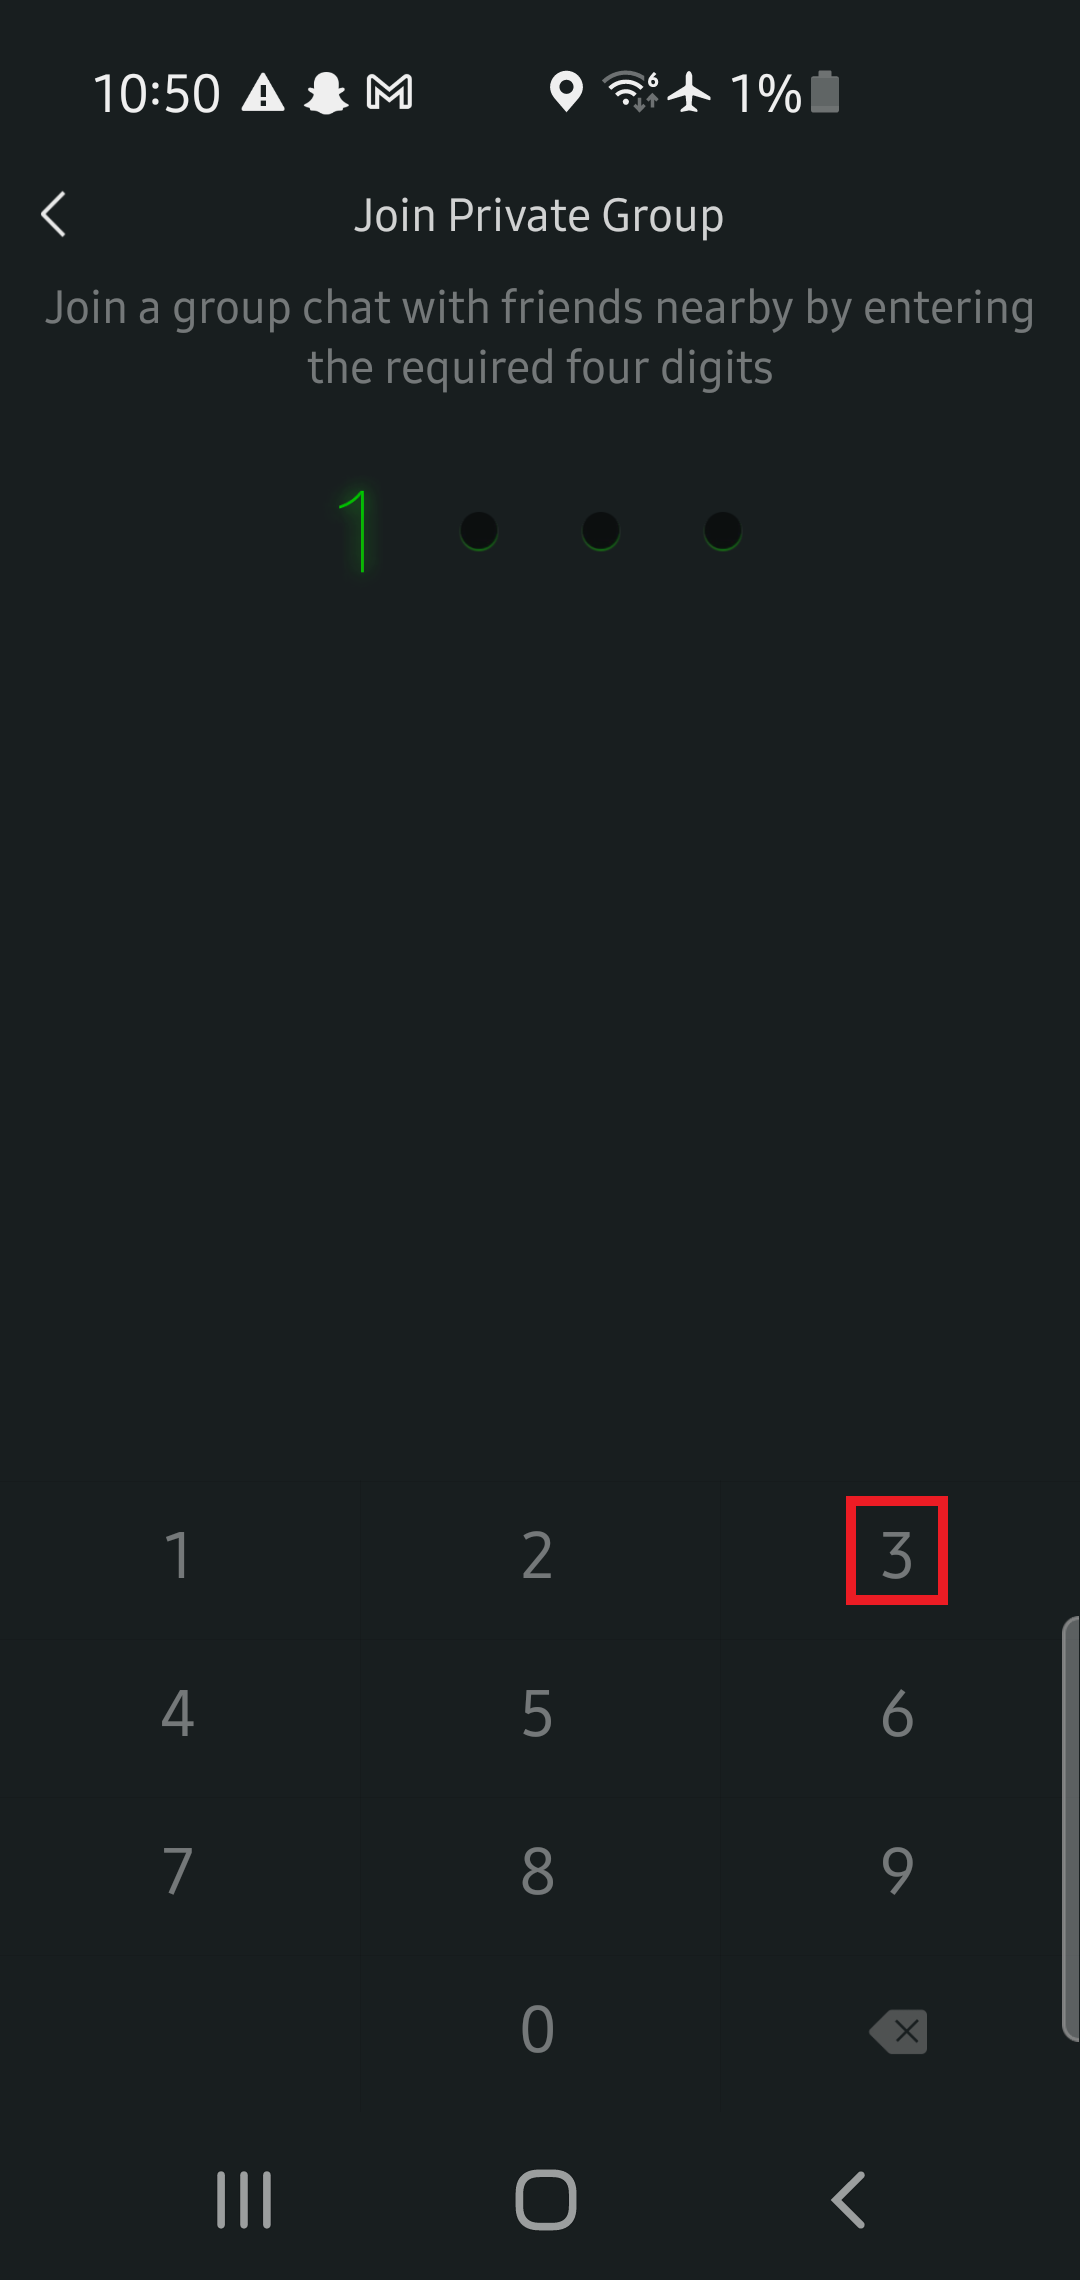 10:50 6 1%
Join Private Group
Join a group chat with friends nearby by entering
the required four digits
1
1 2 3
4 5 6
7 8 9
0